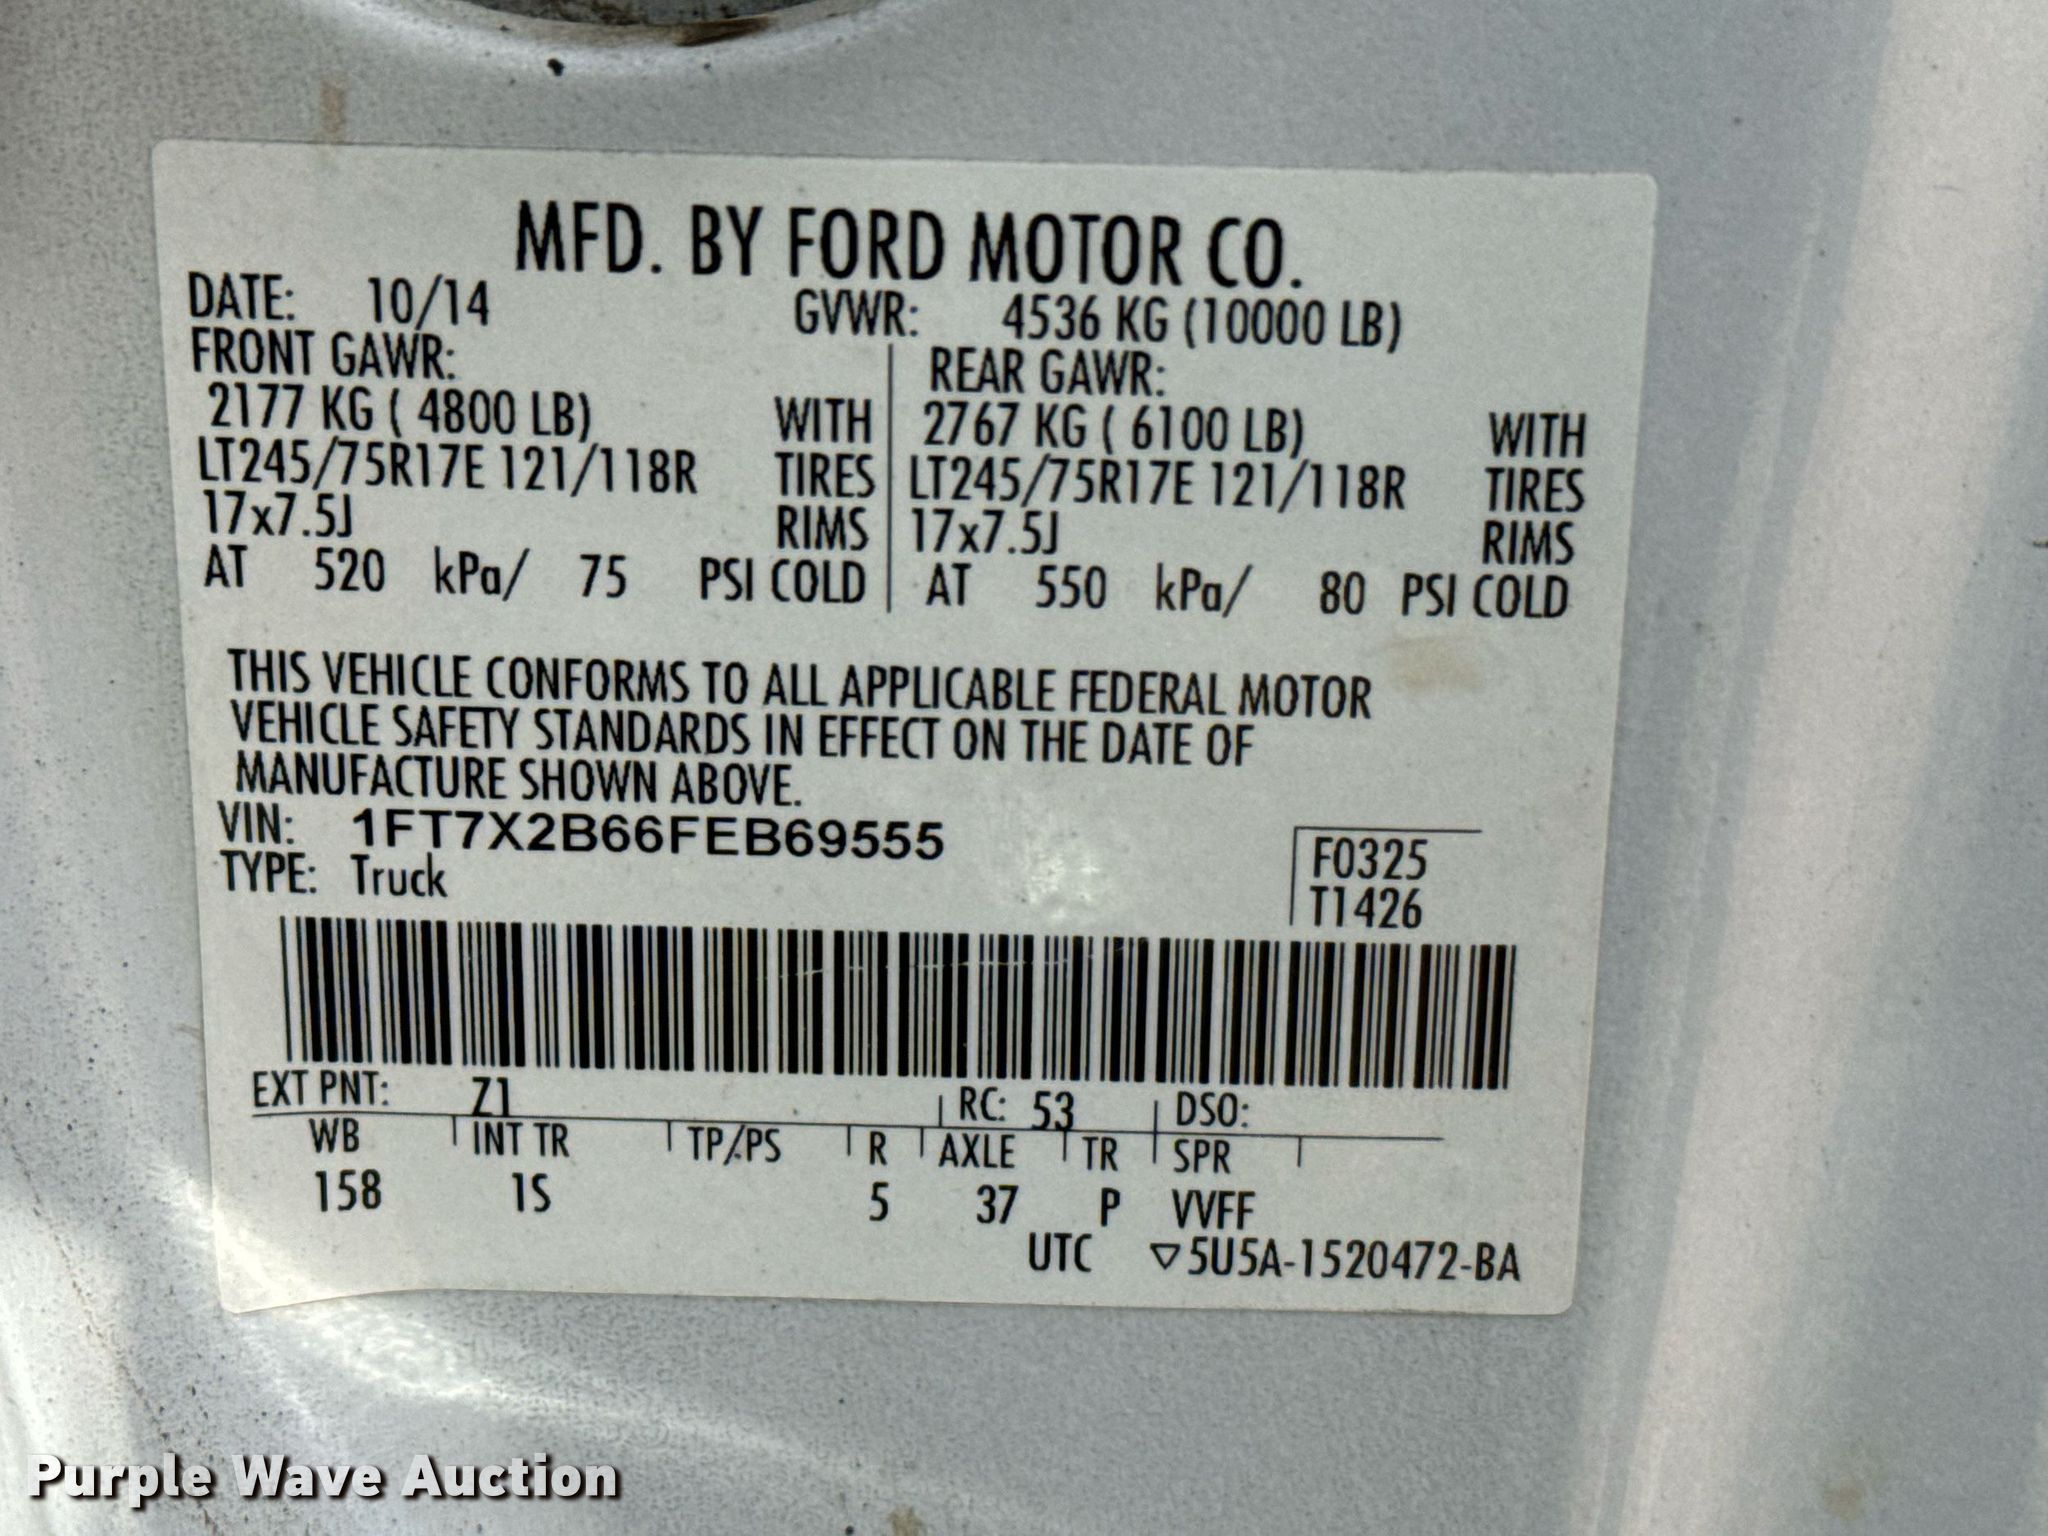 MFD. BY FORD MOTOR CO.
DATE: 10/14 GVWR: 4536 KG (10000 LB)
FRONT GAWR: REAR GAWR:
2177 KG ( 4800 LB) WITH 2767 KG ( 6100 LB) WITH
LT245/75R17E 121/118R TIRES LT245/75R17E 121/118R TIRES
17x7.5J RIMS 17x7.5J RIMS
AT 520 kPa/ 75 PSI COLD AT 550 kPa/ 80 PSI COLD
THIS VEHICLE CONFORMS TO ALL APPLICABLE FEDERAL MOTOR
VEHICLE SAFETY STANDARDS IN EFFECT ON THE DATE OF
MANUFACTURE SHOWN ABOVE.
VIN: 1FT7X2B66FEB69555
TYPE: Truck
F0325
T1426
EXT PNT: Z1 RC: 53 DSO:
WB INT TR TP/PS R AXLE TR SPR
158 1S 5 37 P VVFF
UTC ▽5U5A-1520472-BA
Purple Wave Auction